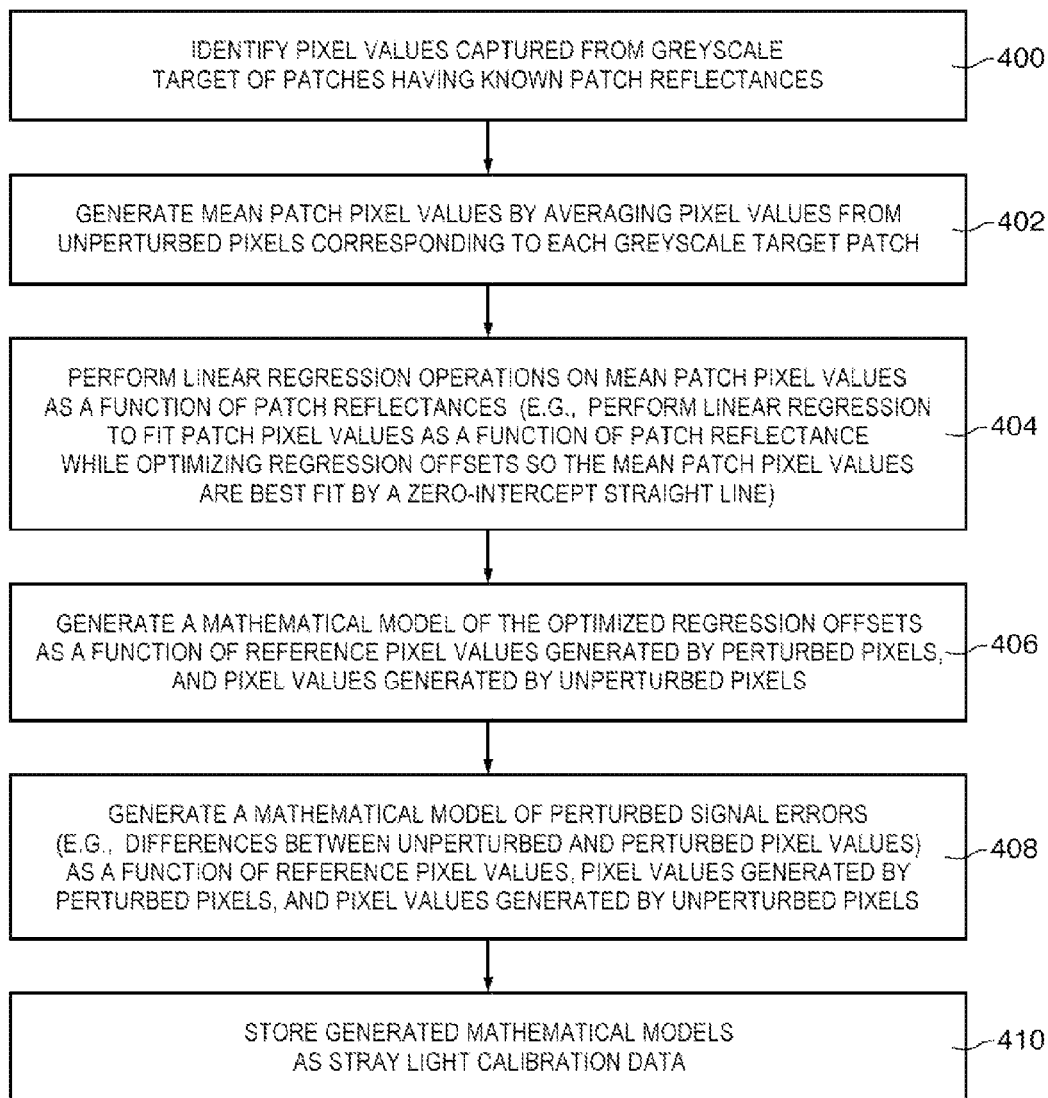 IDENTIFY PIXEL VALUES CAPTURED FROM GREYSCALE
TARGET OF PATCHES HAVING KNOWN PATCH REFLECTANCES
400
GENERATE MEAN PATCH PIXEL VALUES BY AVERAGING PIXEL VALUES FROM
UNPERTURBED PIXELS CORRESPONDING TO EACH GREYSCALE TARGET PATCH
402
PERFORM LINEAR REGRESSION OPERATIONS ON MEAN PATCH PIXEL VALUES
AS A FUNCTION OF PATCH REFLECTANCES (E.G., PERFORM LINEAR REGRESSION
TO FIT PATCH PIXEL VALUES AS A FUNCTION OF PATCH REFLECTANCE
WHILE OPTIMIZING REGRESSION OFFSETS SO THE MEAN PATCH PIXEL VALUES
ARE BEST FIT BY A ZERO-INTERCEPT STRAIGHT LINE)
404
GENERATE A MATHEMATICAL MODEL OF THE OPTIMIZED REGRESSION OFFSETS
AS A FUNCTION OF REFERENCE PIXEL VALUES GENERATED BY PERTURBED PIXELS,
AND PIXEL VALUES GENERATED BY UNPERTURBED PIXELS
406
GENERATE A MATHEMATICAL MODEL OF PERTURBED SIGNAL ERRORS
(E.G., DIFFERENCES BETWEEN UNPERTURBED AND PERTURBED PIXEL VALUES)
AS A FUNCTION OF REFERENCE PIXEL VALUES, PIXEL VALUES GENERATED BY
PERTURBED PIXELS, AND PIXEL VALUES GENERATED BY UNPERTURBED PIXELS
408
STORE GENERATED MATHEMATICAL MODELS
AS STRAY LIGHT CALIBRATION DATA
410